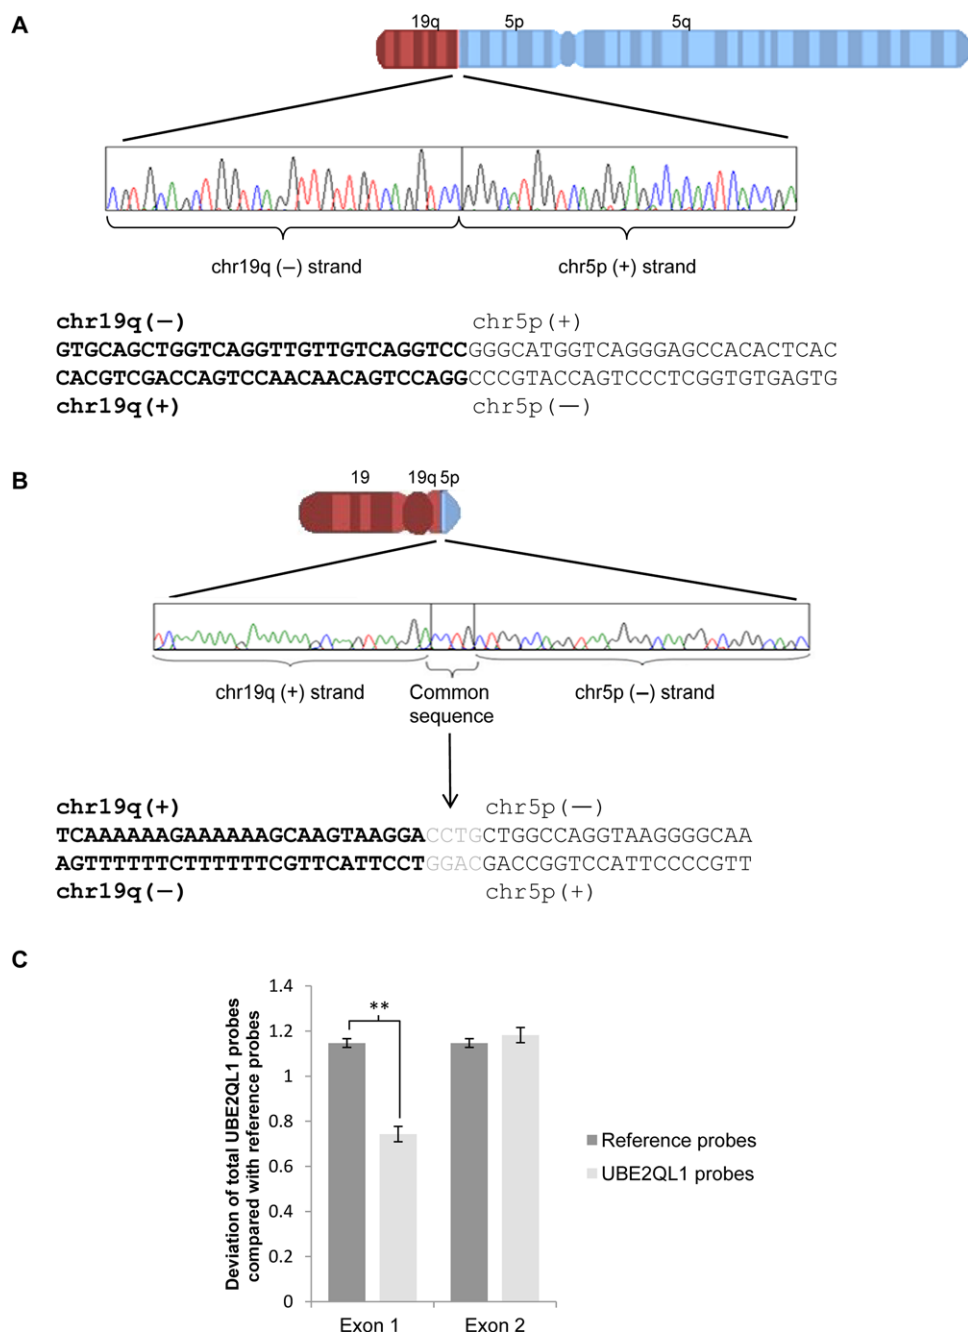 A
19q 5p 5q
chr19q (–) strand chr5p (+) strand
chr19q(—) chr5p(+)
GTGCAGCTGGTCAGGTTGTTGTCAGGTCCGGGCATGGTCAGGGAGCCACACTCAC
CACGTCGACCAGTCCAACAACAGTCCAGGCCCGTACCAGTCCCTCGGTGTGAGTG
chr19q(+) chr5p(—)
B
19 19q 5p
chr19q (+) strand Common sequence chr5p (–) strand
chr19q(+) chr5p(—)
TCAAAAAAGAAAAAAGCAAGTAAGGACCTGCTGGCCAGGTAAGGGGCAA
AGTTTTTTCTTTTTTCGTTCATTCCTGGACGACCGGTCCATTCCCCGTT
chr19q(—) chr5p(+)
C
Deviation of total UBE2QL1 probes
compared with reference probes
1.4
1.2
1
0.8
0.6
0.4
0.2
0
**
Exon 1 Exon 2
Reference probes
UBE2QL1 probes